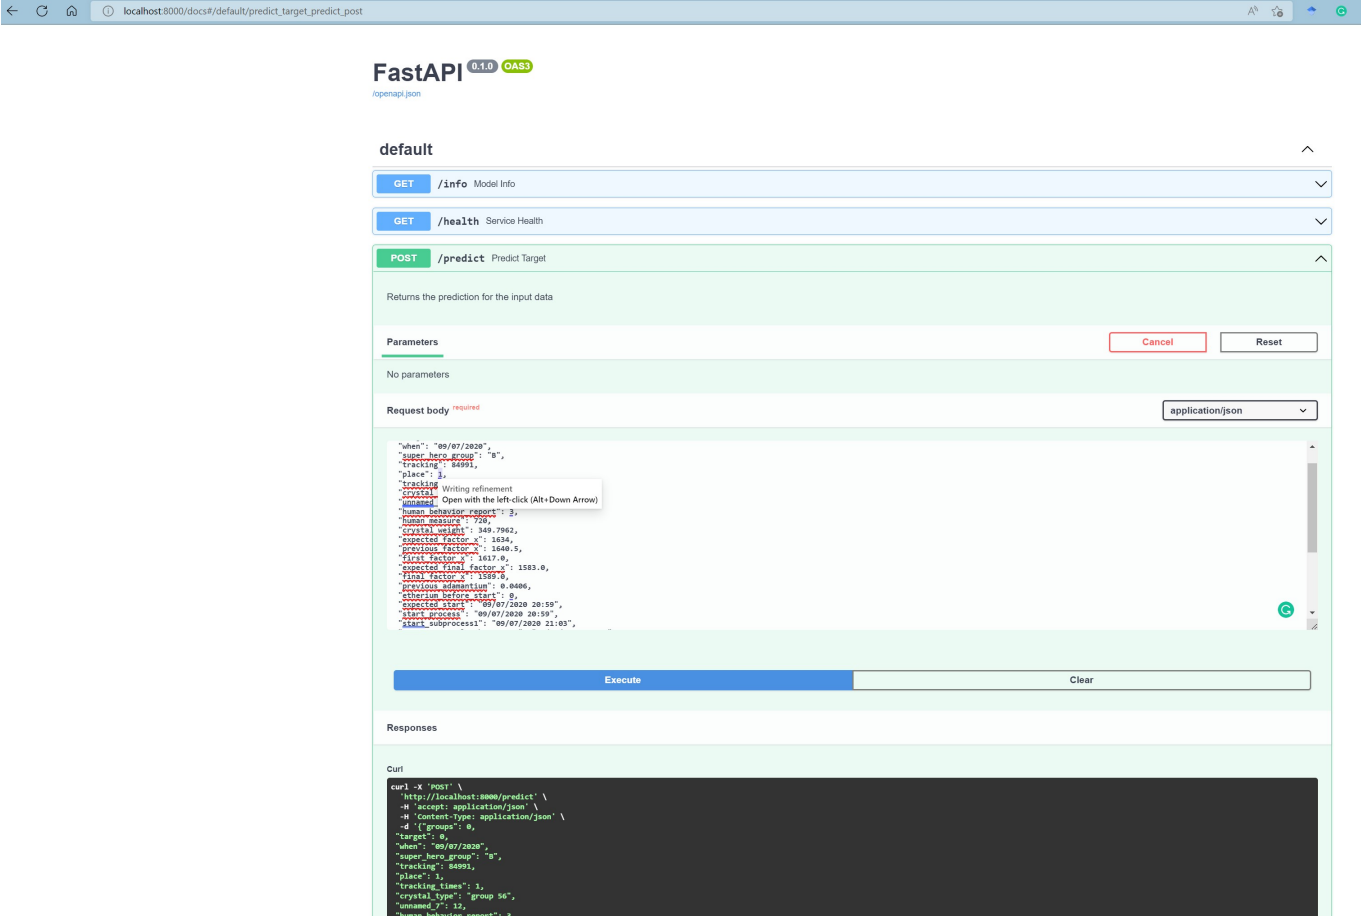 localhost:8000/docs#/default/predict_target_predict_post
FastAPI 0.1.0 OAS3
/openapi.json
default
GET /info Model Info
GET /health Service Health
POST /predict Predict Target
Returns the prediction for the input data
Parameters
Cancel
Reset
No parameters
Request body required
application/json
"when": "09/07/2020",
"super_hero_group": "B",
"tracking": 84991,
"place": 1,
"tracking
"crystal_
"unnamed_
Writing refinement
Open with the left-click (Alt+Down Arrow)
"human_behavior_report": 3,
"human_measure": 720,
"crystal_weight": 349.7962,
"expected_factor_x": 1634,
"previous_factor_x": 1640.5,
"first_factor_x": 1617.0,
"expected_final_factor_x": 1583.0,
"final_factor_x": 1589.0,
"previous_adamantium": 0.0406,
"etherium_before_start": 0,
"expected_start": "09/07/2020 20:59",
"start_process": "09/07/2020 20:59",
"start_subprocess1": "09/07/2020 21:03",
Execute
Clear
Responses
Curl
curl -X 'POST' \
'http://localhost:8000/predict' \
-H 'accept: application/json' \
-H 'Content-Type: application/json' \
-d '{"groups": 0,
"target": 0,
"when": "09/07/2020",
"super_hero_group": "B",
"tracking": 84991,
"place": 1,
"tracking_times": 1,
"crystal_type": "group 56",
"unnamed_7": 12,
"human_behavior_report": 3,